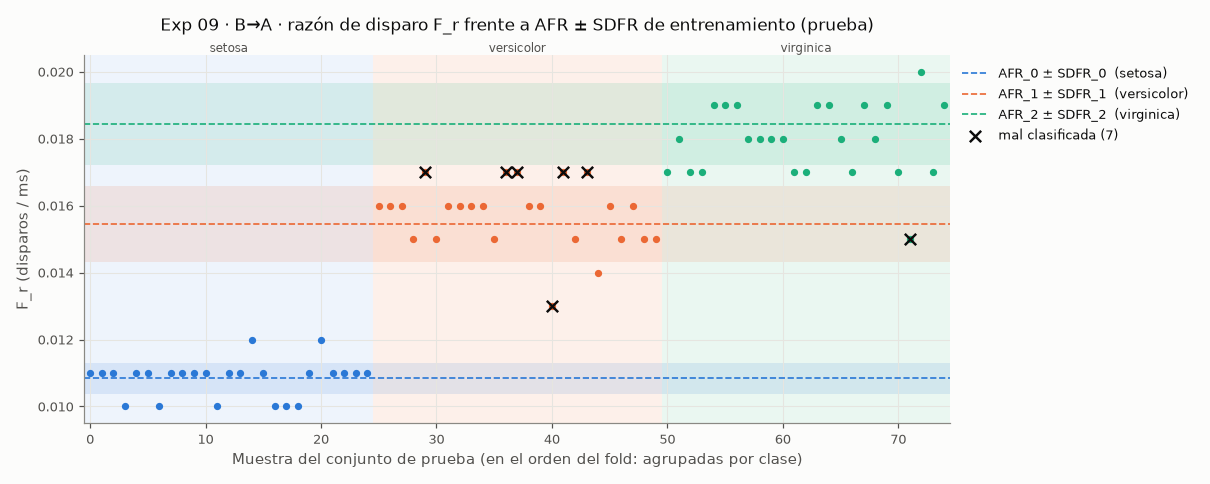 Exp 09 · B→A · razón de disparo F_r frente a AFR ± SDFR de entrenamiento (prueba)
setosa
versicolor
virginica
AFR_0 ± SDFR_0 (setosa)
AFR_1 ± SDFR_1 (versicolor)
AFR_2 ± SDFR_2 (virginica)
mal clasificada (7)
F_r (disparos / ms)
0.020
0.018
0.016
0.014
0.012
0.010
0
10
20
30
40
50
60
70
Muestra del conjunto de prueba (en el orden del fold: agrupadas por clase)